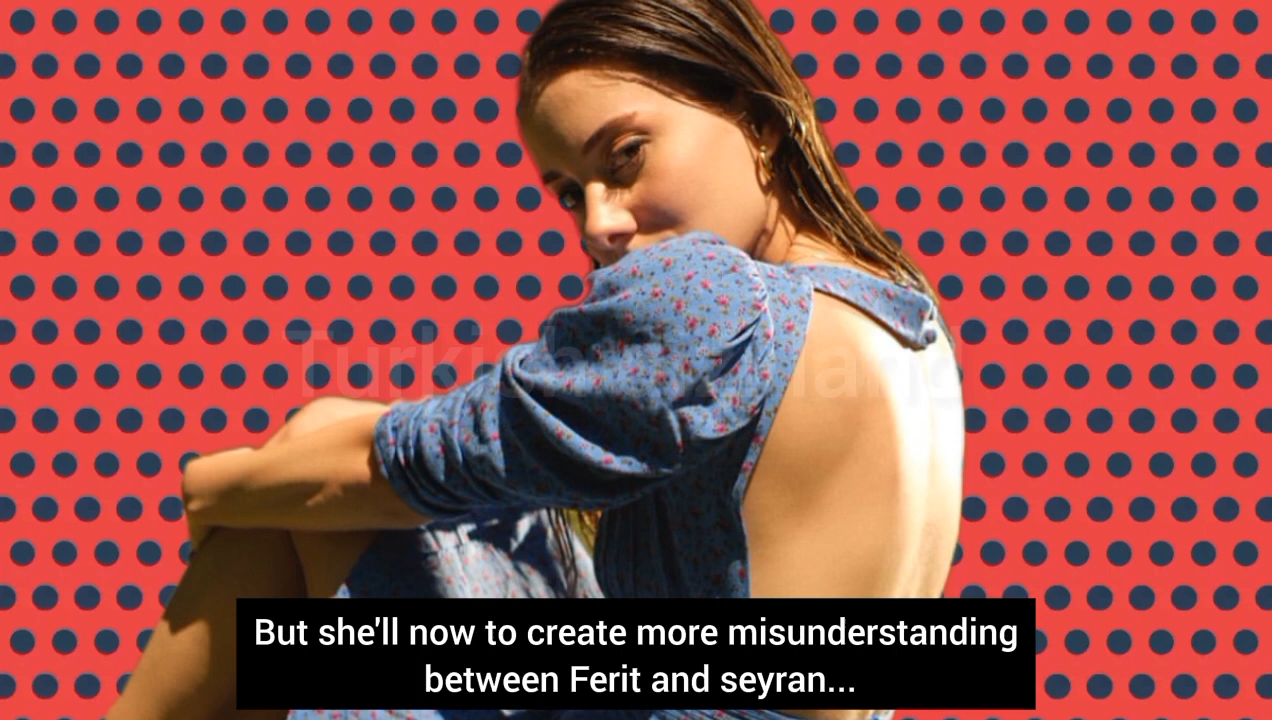 But she'll now to create more misunderstanding
between Ferit and seyran...